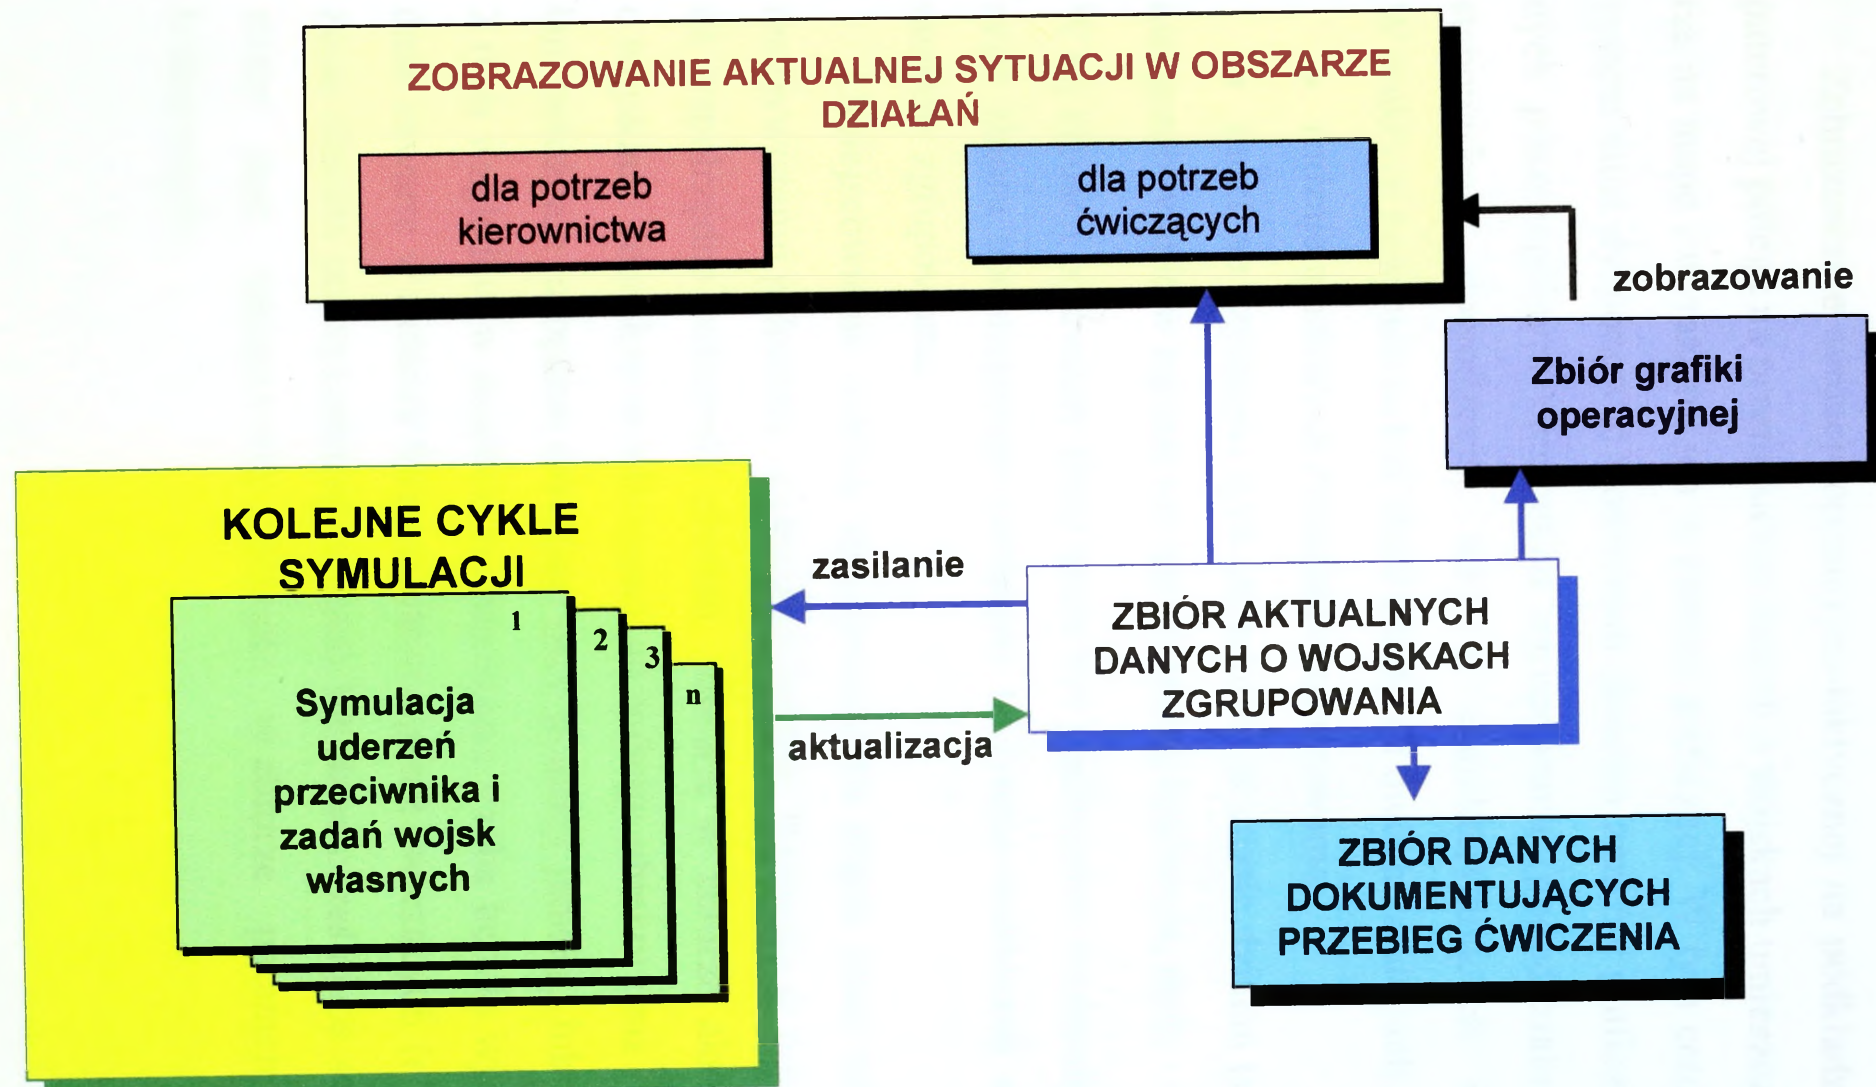 ZOBRAZOWANIE AKTUALNEJ SYTUACJI W OBSZARZE
DZIAŁAŃ
dla potrzeb
kierownictwa
dla potrzeb
ćwiczących
zobrazowanie
Zbiór grafiki
operacyjnej
KOLEJNE CYKLE
SYMULACJI
1
2
3
n
Symulacja
uderzeń
przeciwnika i
zadań wojsk
własnych
zasilanie
aktualizacja
ZBIÓR AKTUALNYCH
DANYCH O WOJSKACH
ZGRUPOWANIA
ZBIÓR DANYCH
DOKUMENTUJĄCYCH
PRZEBIEG ĆWICZENIA